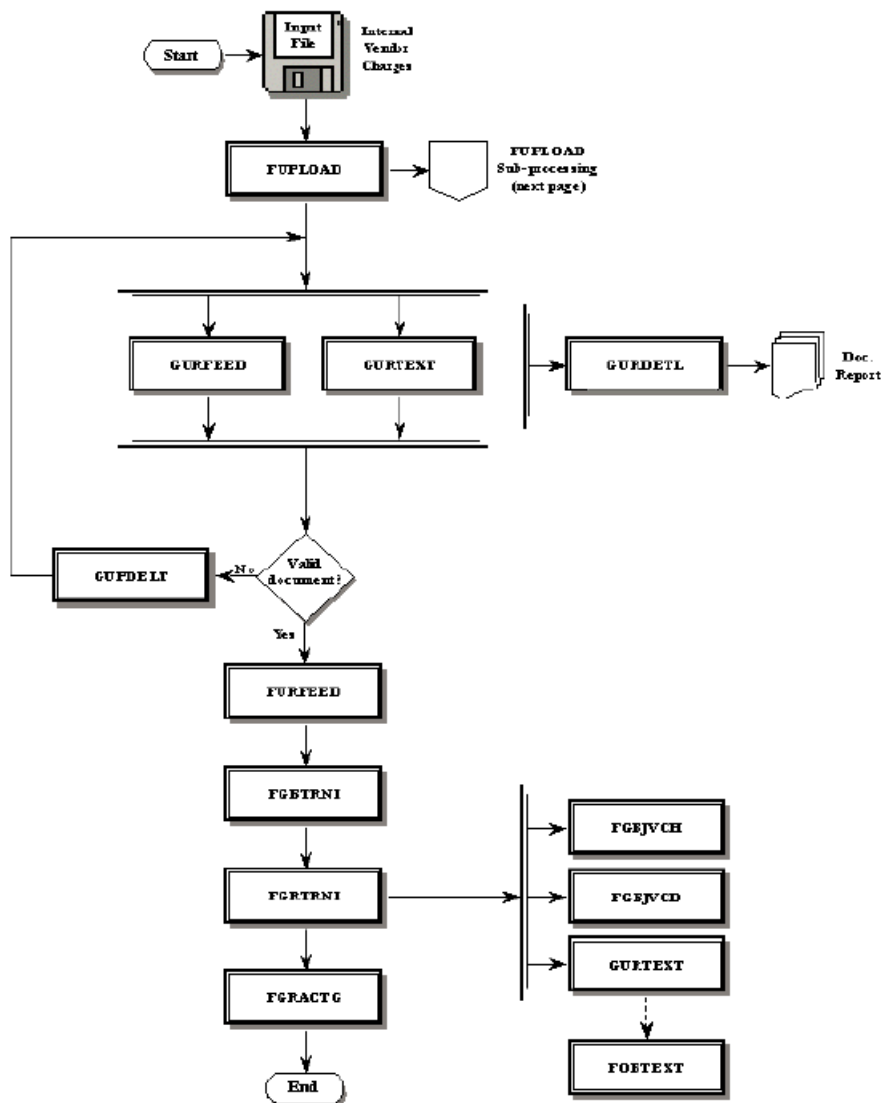 Input
File
Internal
Vendor
Charges
Start
FUPLOAD
FUPLOAD
Sub-processing
(next page)
GURFEED
GURTEXT
GURDETL
Doc.
Report
GUPDELT
No
Valid
document?
Yes
FURFEED
FGBTRNI
FGRTRNI
FGBJVCH
FGBJVCD
GURTEXT
FGRACTG
FOBTEXT
End